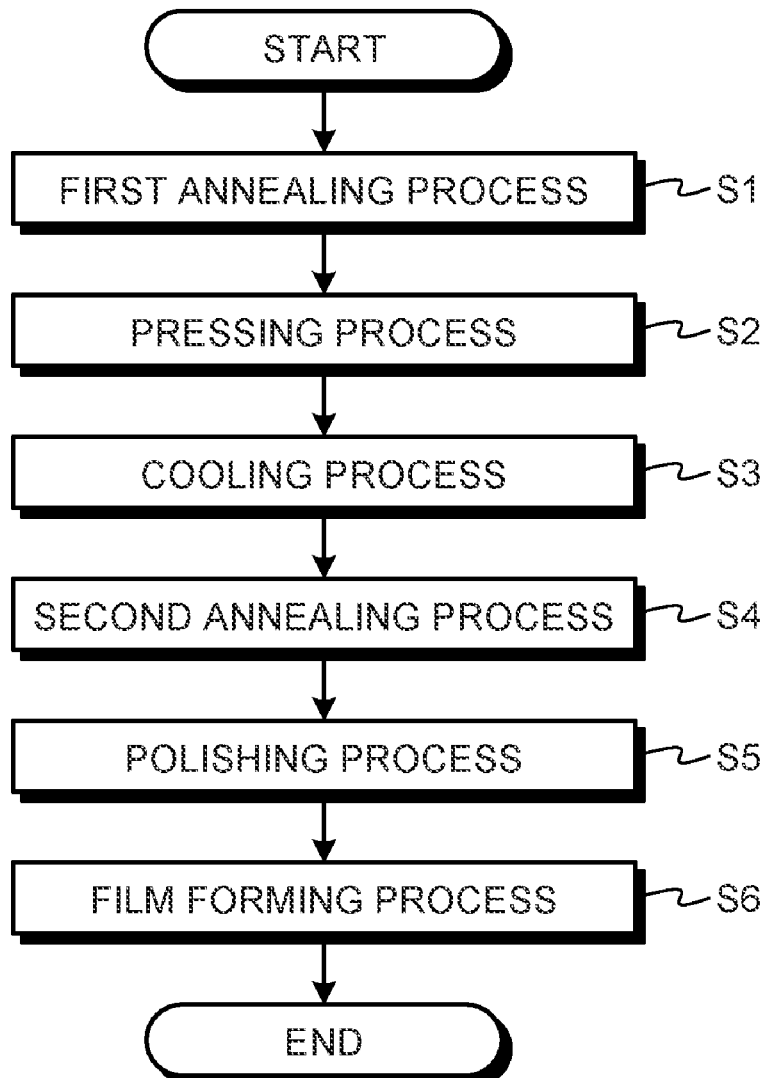 START
FIRST ANNEALING PROCESS S1
PRESSING PROCESS S2
COOLING PROCESS S3
SECOND ANNEALING PROCESS S4
POLISHING PROCESS S5
FILM FORMING PROCESS S6
END